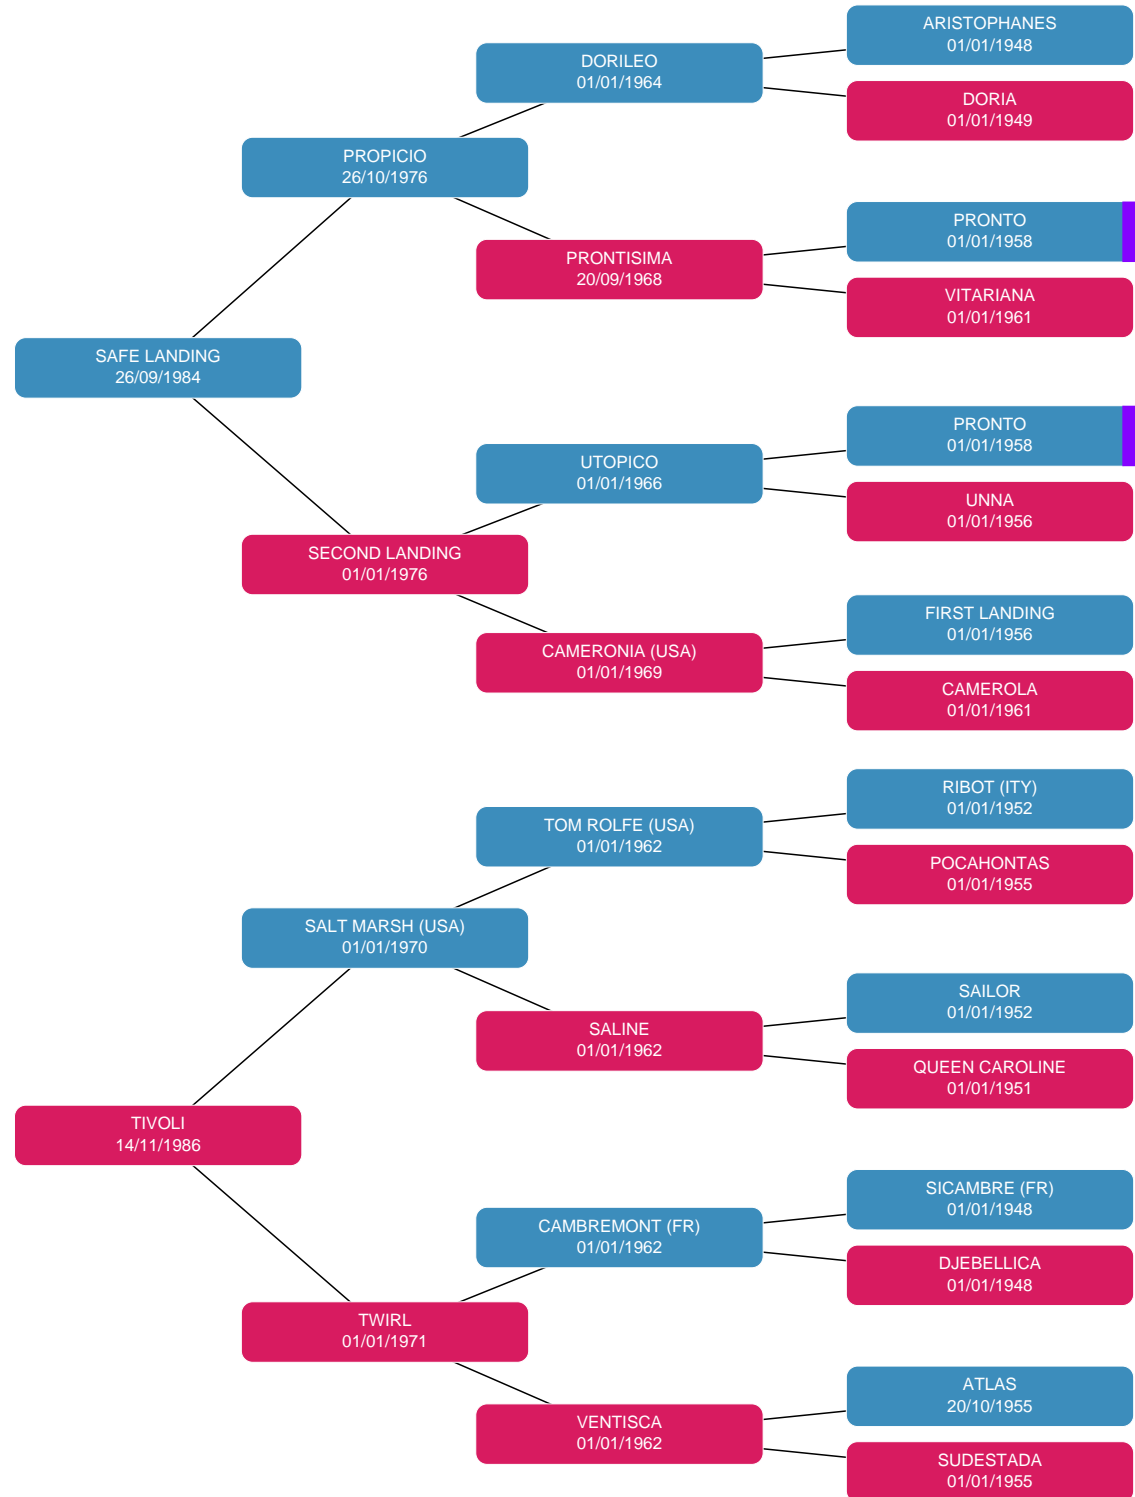 ARISTOPHANES
01/01/1948
DORILEO
01/01/1964
DORIA
01/01/1949
PROPICIO
26/10/1976
PRONTO
01/01/1958
PRONTISIMA
20/09/1968
VITARIANA
01/01/1961
SAFE LANDING
26/09/1984
PRONTO
01/01/1958
UTOPICO
01/01/1966
UNNA
01/01/1956
SECOND LANDING
01/01/1976
FIRST LANDING
01/01/1956
CAMERONIA (USA)
01/01/1969
CAMEROLA
01/01/1961
RIBOT (ITY)
01/01/1952
TOM ROLFE (USA)
01/01/1962
POCAHONTAS
01/01/1955
SALT MARSH (USA)
01/01/1970
SAILOR
01/01/1952
SALINE
01/01/1962
QUEEN CAROLINE
01/01/1951
TIVOLI
14/11/1986
SICAMBRE (FR)
01/01/1948
CAMBREMONT (FR)
01/01/1962
DJEBELLICA
01/01/1948
TWIRL
01/01/1971
ATLAS
20/10/1955
VENTISCA
01/01/1962
SUDESTADA
01/01/1955